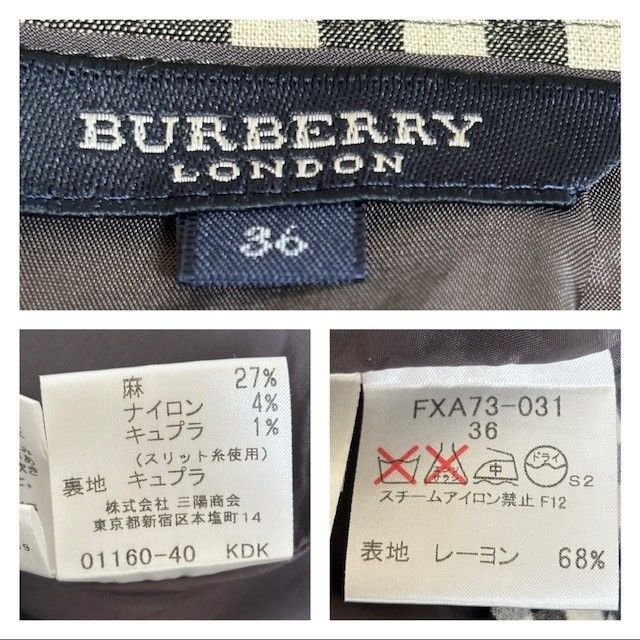 BURBERRY
LONDON
36
麻 27%
ナイロン 4%
キュプラ 1%
(スリット糸使用)
裏地 キュプラ
株式会社 三陽商会
東京都新宿区本塩町14
01160-40 KDK
FXA73-031
36
中 ドライ S2
スチームアイロン禁止 F12
表地 レーヨン 68%